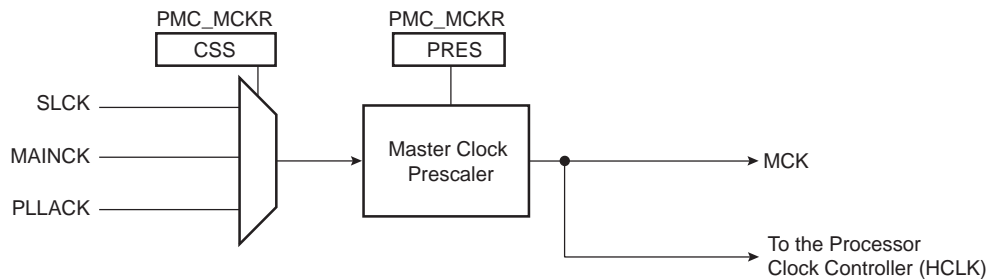 PMC_MCKR
PMC_MCKR
CSS
PRES
SLCK
MAINCK
PLLACK
Master Clock
Prescaler
MCK
To the Processor
Clock Controller (HCLK)